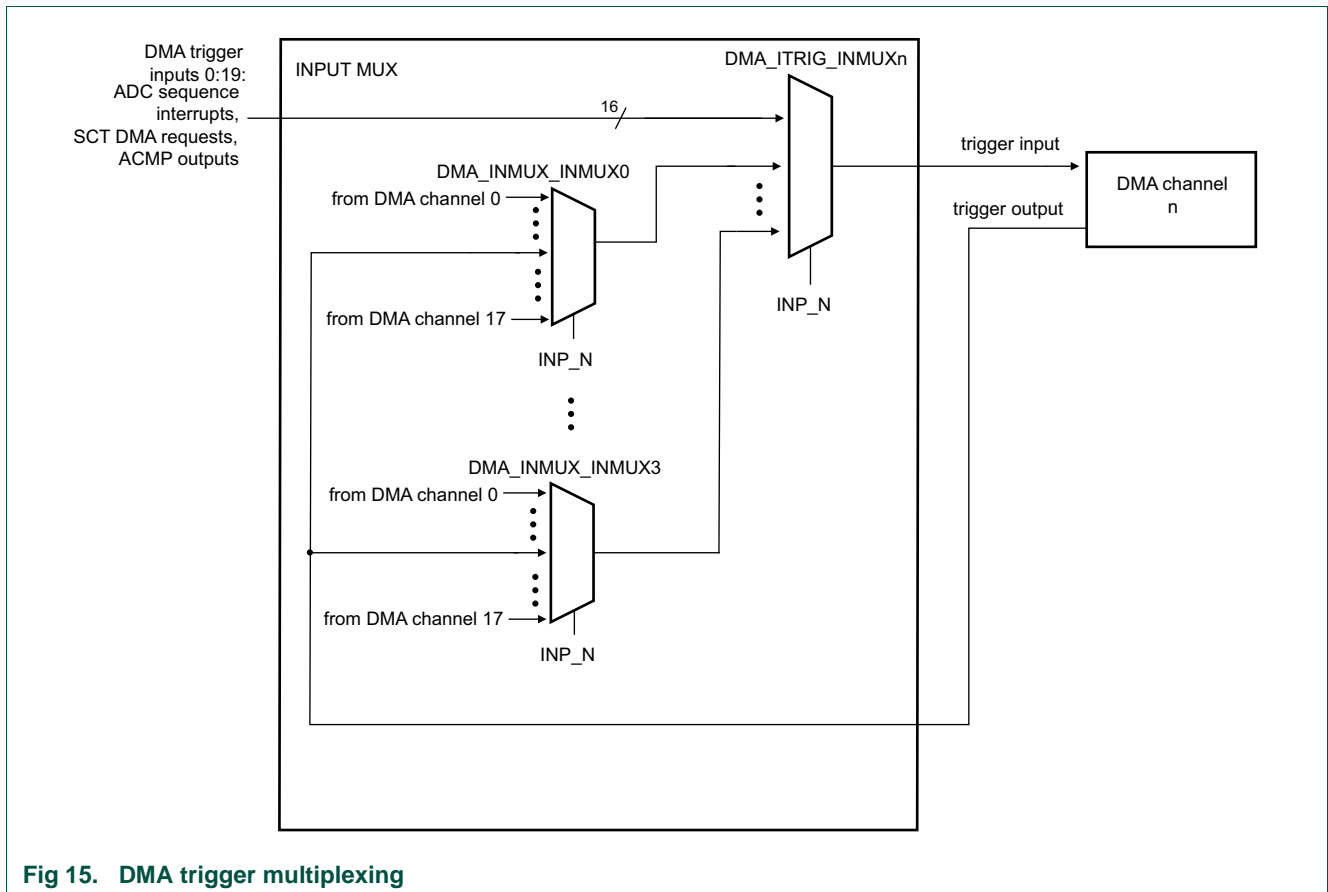 DMA trigger
inputs 0:19:
ADC sequence
interrupts,
SCT DMA requests,
ACMP outputs
INPUT MUX
DMA_ITRIG_INMUXn
16
DMA_INMUX_INMUX0
from DMA channel 0
from DMA channel 17
INP_N
trigger input
trigger output
DMA channel
n
INP_N
DMA_INMUX_INMUX3
from DMA channel 0
from DMA channel 17
INP_N
Fig 15. DMA trigger multiplexing